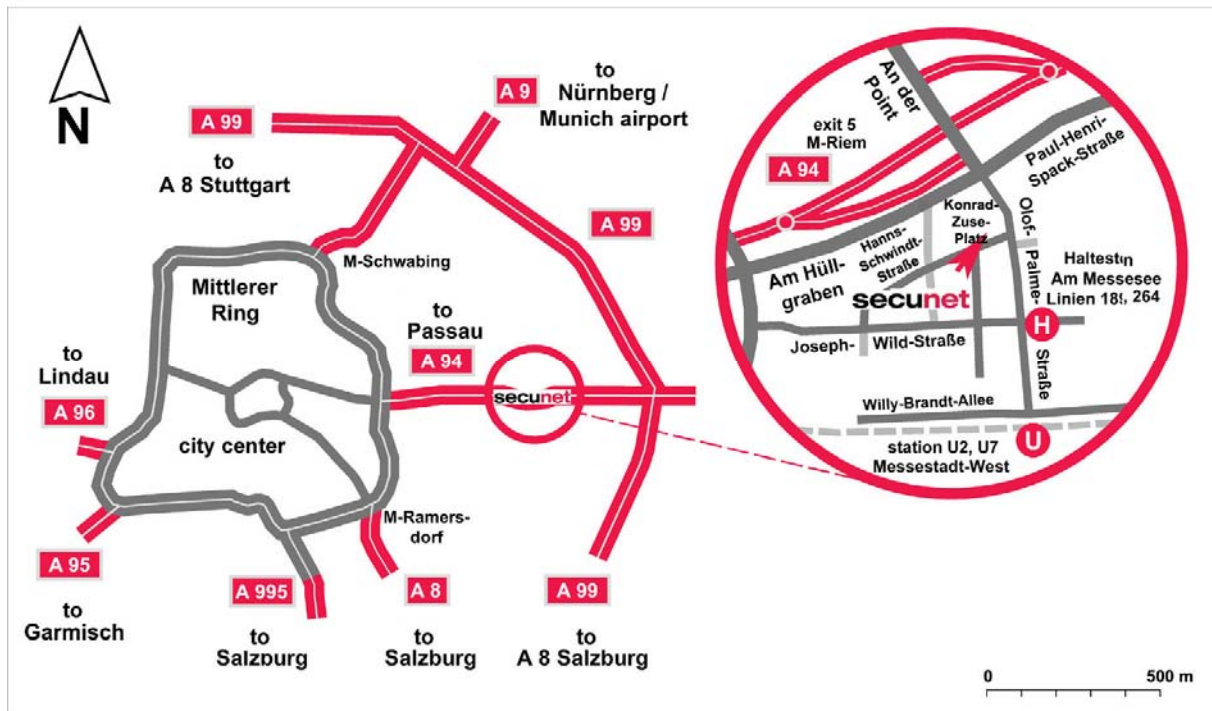 N
A 99
to
A 8 Stuttgart
A 9
to
Nürnberg /
Munich airport
A 99
M-Schwabing
Mittlerer
Ring
to
Passau
A 94
secunet
to
Lindau
A 96
city center
M-Ramers-
dorf
A 95
to
Garmisch
A 995
to
Salzburg
A 8
to
Salzburg
A 99
to
A 8 Salzburg
An der
Point
exit 5
M-Riem
A 94
Paul-Henri-
Spack-Straße
Konrad-
Zuse-
Platz
Hanns-
Schwindt-
Straße
Olof-
Palme-
Straße
Am Hüll-
graben
secunet
Am Messesee
Linien
264
H
Joseph-
Wild-Straße
Willy-Brandt-Allee
U
station U2, U7
Messestadt-West
0
500 m